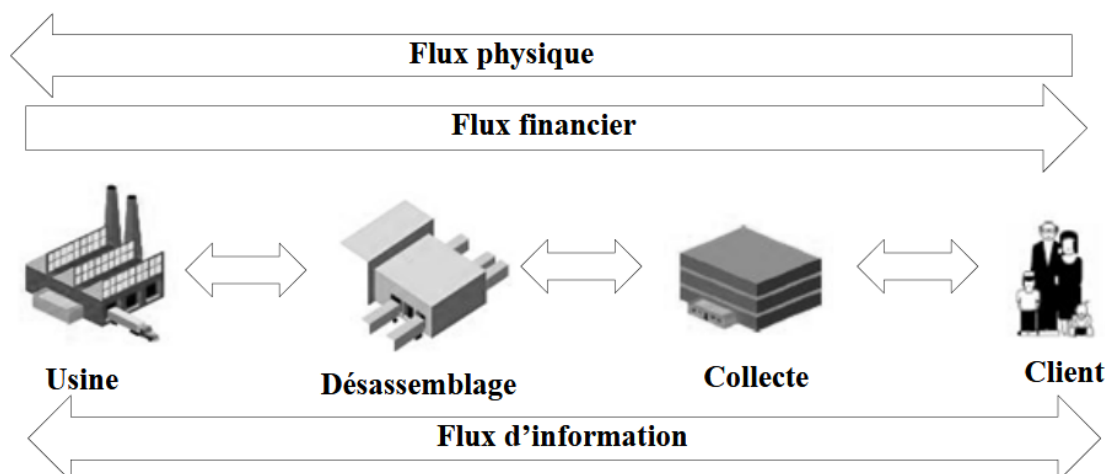 Flux physique
Flux financier
Usine
Désassemblage
Collecte
Client
Flux d’information